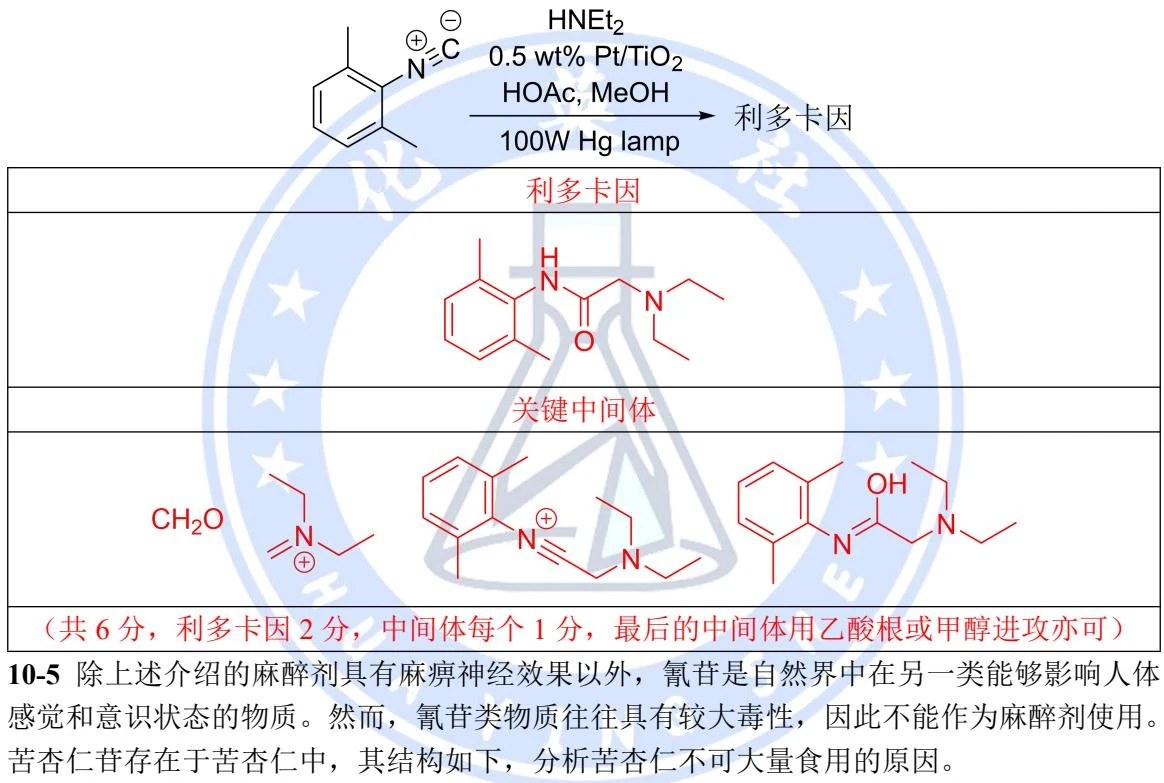 HNEt₂
0.5 wt% Pt/TiO₂
HOAc, MeOH
100W Hg lamp
利多卡因
N
C
利多卡因
H
N
N
O
关键中间体
CH₂O
N
N
N
OH
N
N
（共 6 分，利多卡因 2 分，中间体每个 1 分，最后的中间体用乙酸根或甲醇进攻亦可）
10-5 除上述介绍的麻醉剂具有麻痹神经效果以外，氰苷是自然界中在另一类能够影响人体
感觉和意识状态的物质。然而，氰苷类物质往往具有较大毒性，因此不能作为麻醉剂使用。
苦杏仁苷存在于苦杏仁中，其结构如下，分析苦杏仁不可大量食用的原因。
化
社